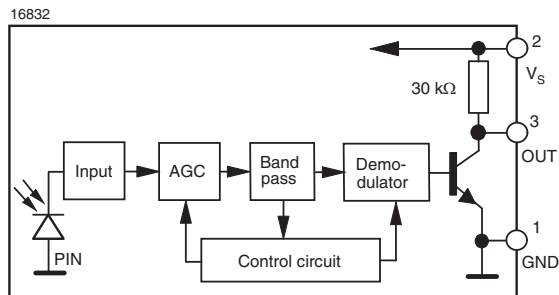 16832
2
V_S
30 kΩ
3
OUT
Input
AGC
Band
pass
Demo-
dulator
PIN
Control circuit
1
GND